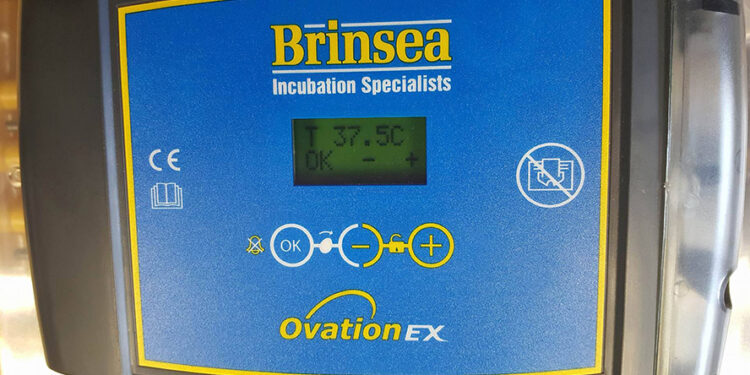 Brinsea
Incubation Specialists
T 37.5C
OK - +
CE
OK - +
Ovation EX